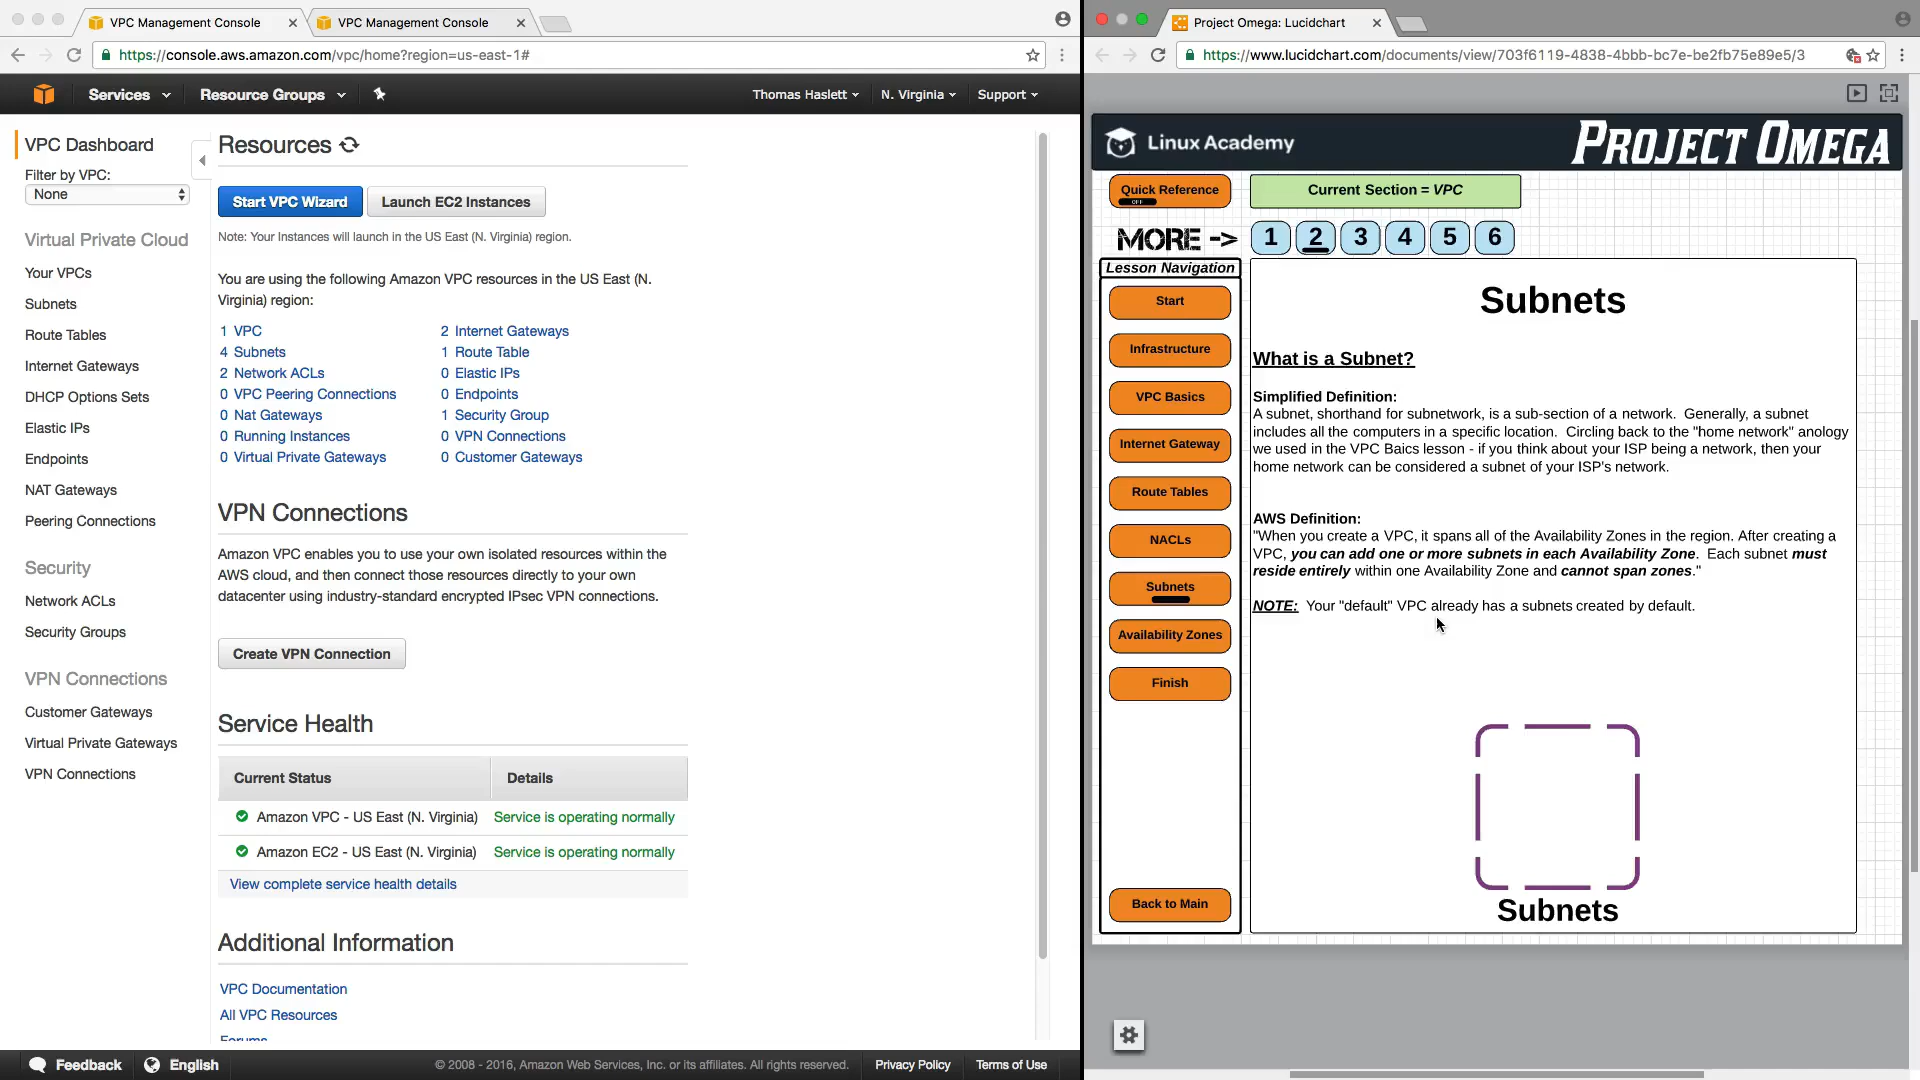 VPC Management Console
VPC Management Console
https://console.aws.amazon.com/vpc/home?region=us-east-1#
Services
Resource Groups
Thomas Haslett
N. Virginia
Support
VPC Dashboard
Filter by VPC:
None
Virtual Private Cloud
Your VPCs
Subnets
Route Tables
Internet Gateways
DHCP Options Sets
Elastic IPs
Endpoints
NAT Gateways
Peering Connections
Security
Network ACLs
Security Groups
VPN Connections
Customer Gateways
Virtual Private Gateways
VPN Connections
Resources
Start VPC Wizard
Launch EC2 Instances
Note: Your Instances will launch in the US East (N. Virginia) region.
You are using the following Amazon VPC resources in the US East (N.
Virginia) region:
1 VPC
2 Internet Gateways
4 Subnets
1 Route Table
2 Network ACLs
0 Elastic IPs
0 VPC Peering Connections
0 Endpoints
0 Nat Gateways
1 Security Group
0 Running Instances
0 VPN Connections
0 Virtual Private Gateways
0 Customer Gateways
VPN Connections
Amazon VPC enables you to use your own isolated resources within the
AWS cloud, and then connect those resources directly to your own
datacenter using industry-standard encrypted IPsec VPN connections.
Create VPN Connection
Service Health
Current Status
Details
Amazon VPC - US East (N. Virginia)
Service is operating normally
Amazon EC2 - US East (N. Virginia)
Service is operating normally
View complete service health details
Additional Information
VPC Documentation
All VPC Resources
Forums
Feedback
English
© 2008 - 2016, Amazon Web Services, Inc. or its affiliates. All rights reserved.
Privacy Policy
Terms of Use
Project Omega: Lucidchart
https://www.lucidchart.com/documents/view/703f6119-4838-4bbb-bc7e-be2fb75e89e5/3
Linux Academy
PROJECT OMEGA
Quick Reference
OFF
Current Section = VPC
MORE ->
1
2
3
4
5
6
Lesson Navigation
Start
Infrastructure
VPC Basics
Internet Gateway
Route Tables
NACLs
Subnets
Availability Zones
Finish
Back to Main
Subnets
What is a Subnet?
Simplified Definition:
A subnet, shorthand for subnetwork, is a sub-section of a network. Generally, a subnet
includes all the computers in a specific location. Circling back to the "home network" anology
we used in the VPC Baics lesson - if you think about your ISP being a network, then your
home network can be considered a subnet of your ISP's network.
AWS Definition:
"When you create a VPC, it spans all of the Availability Zones in the region. After creating a
VPC, you can add one or more subnets in each Availability Zone. Each subnet must
reside entirely within one Availability Zone and cannot span zones."
NOTE: Your "default" VPC already has a subnets created by default.
Subnets